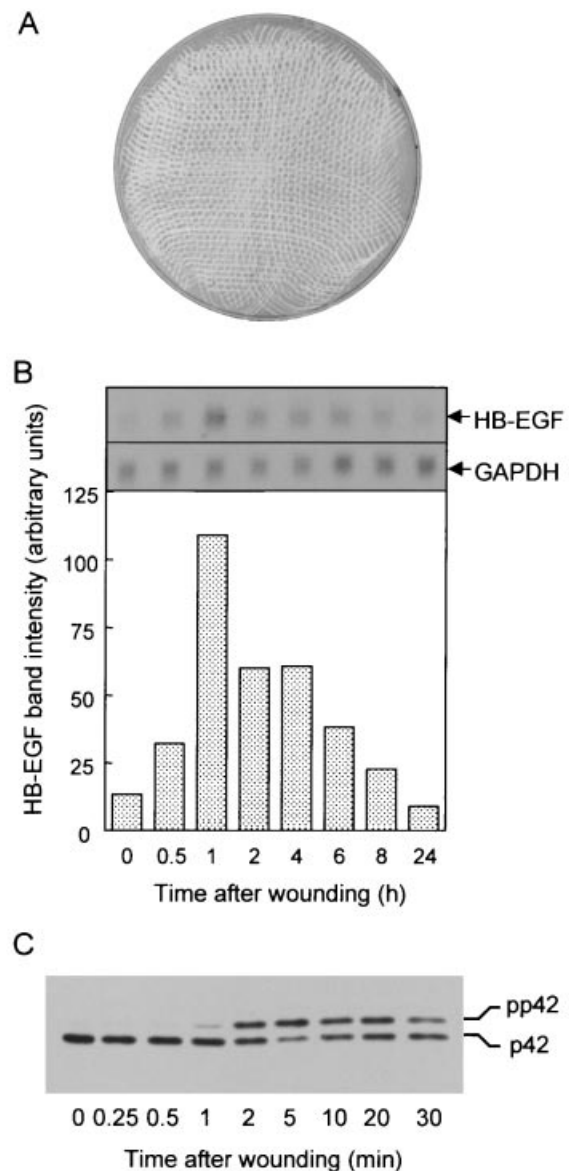 A
B
HB-EGF
GAPDH
HB-EGF band intensity (arbitrary units)
125
100
75
50
25
0
0 0.5 1 2 4 6 8 24
Time after wounding (h)
C
pp42
p42
0 0.25 0.5 1 2 5 10 20 30
Time after wounding (min)